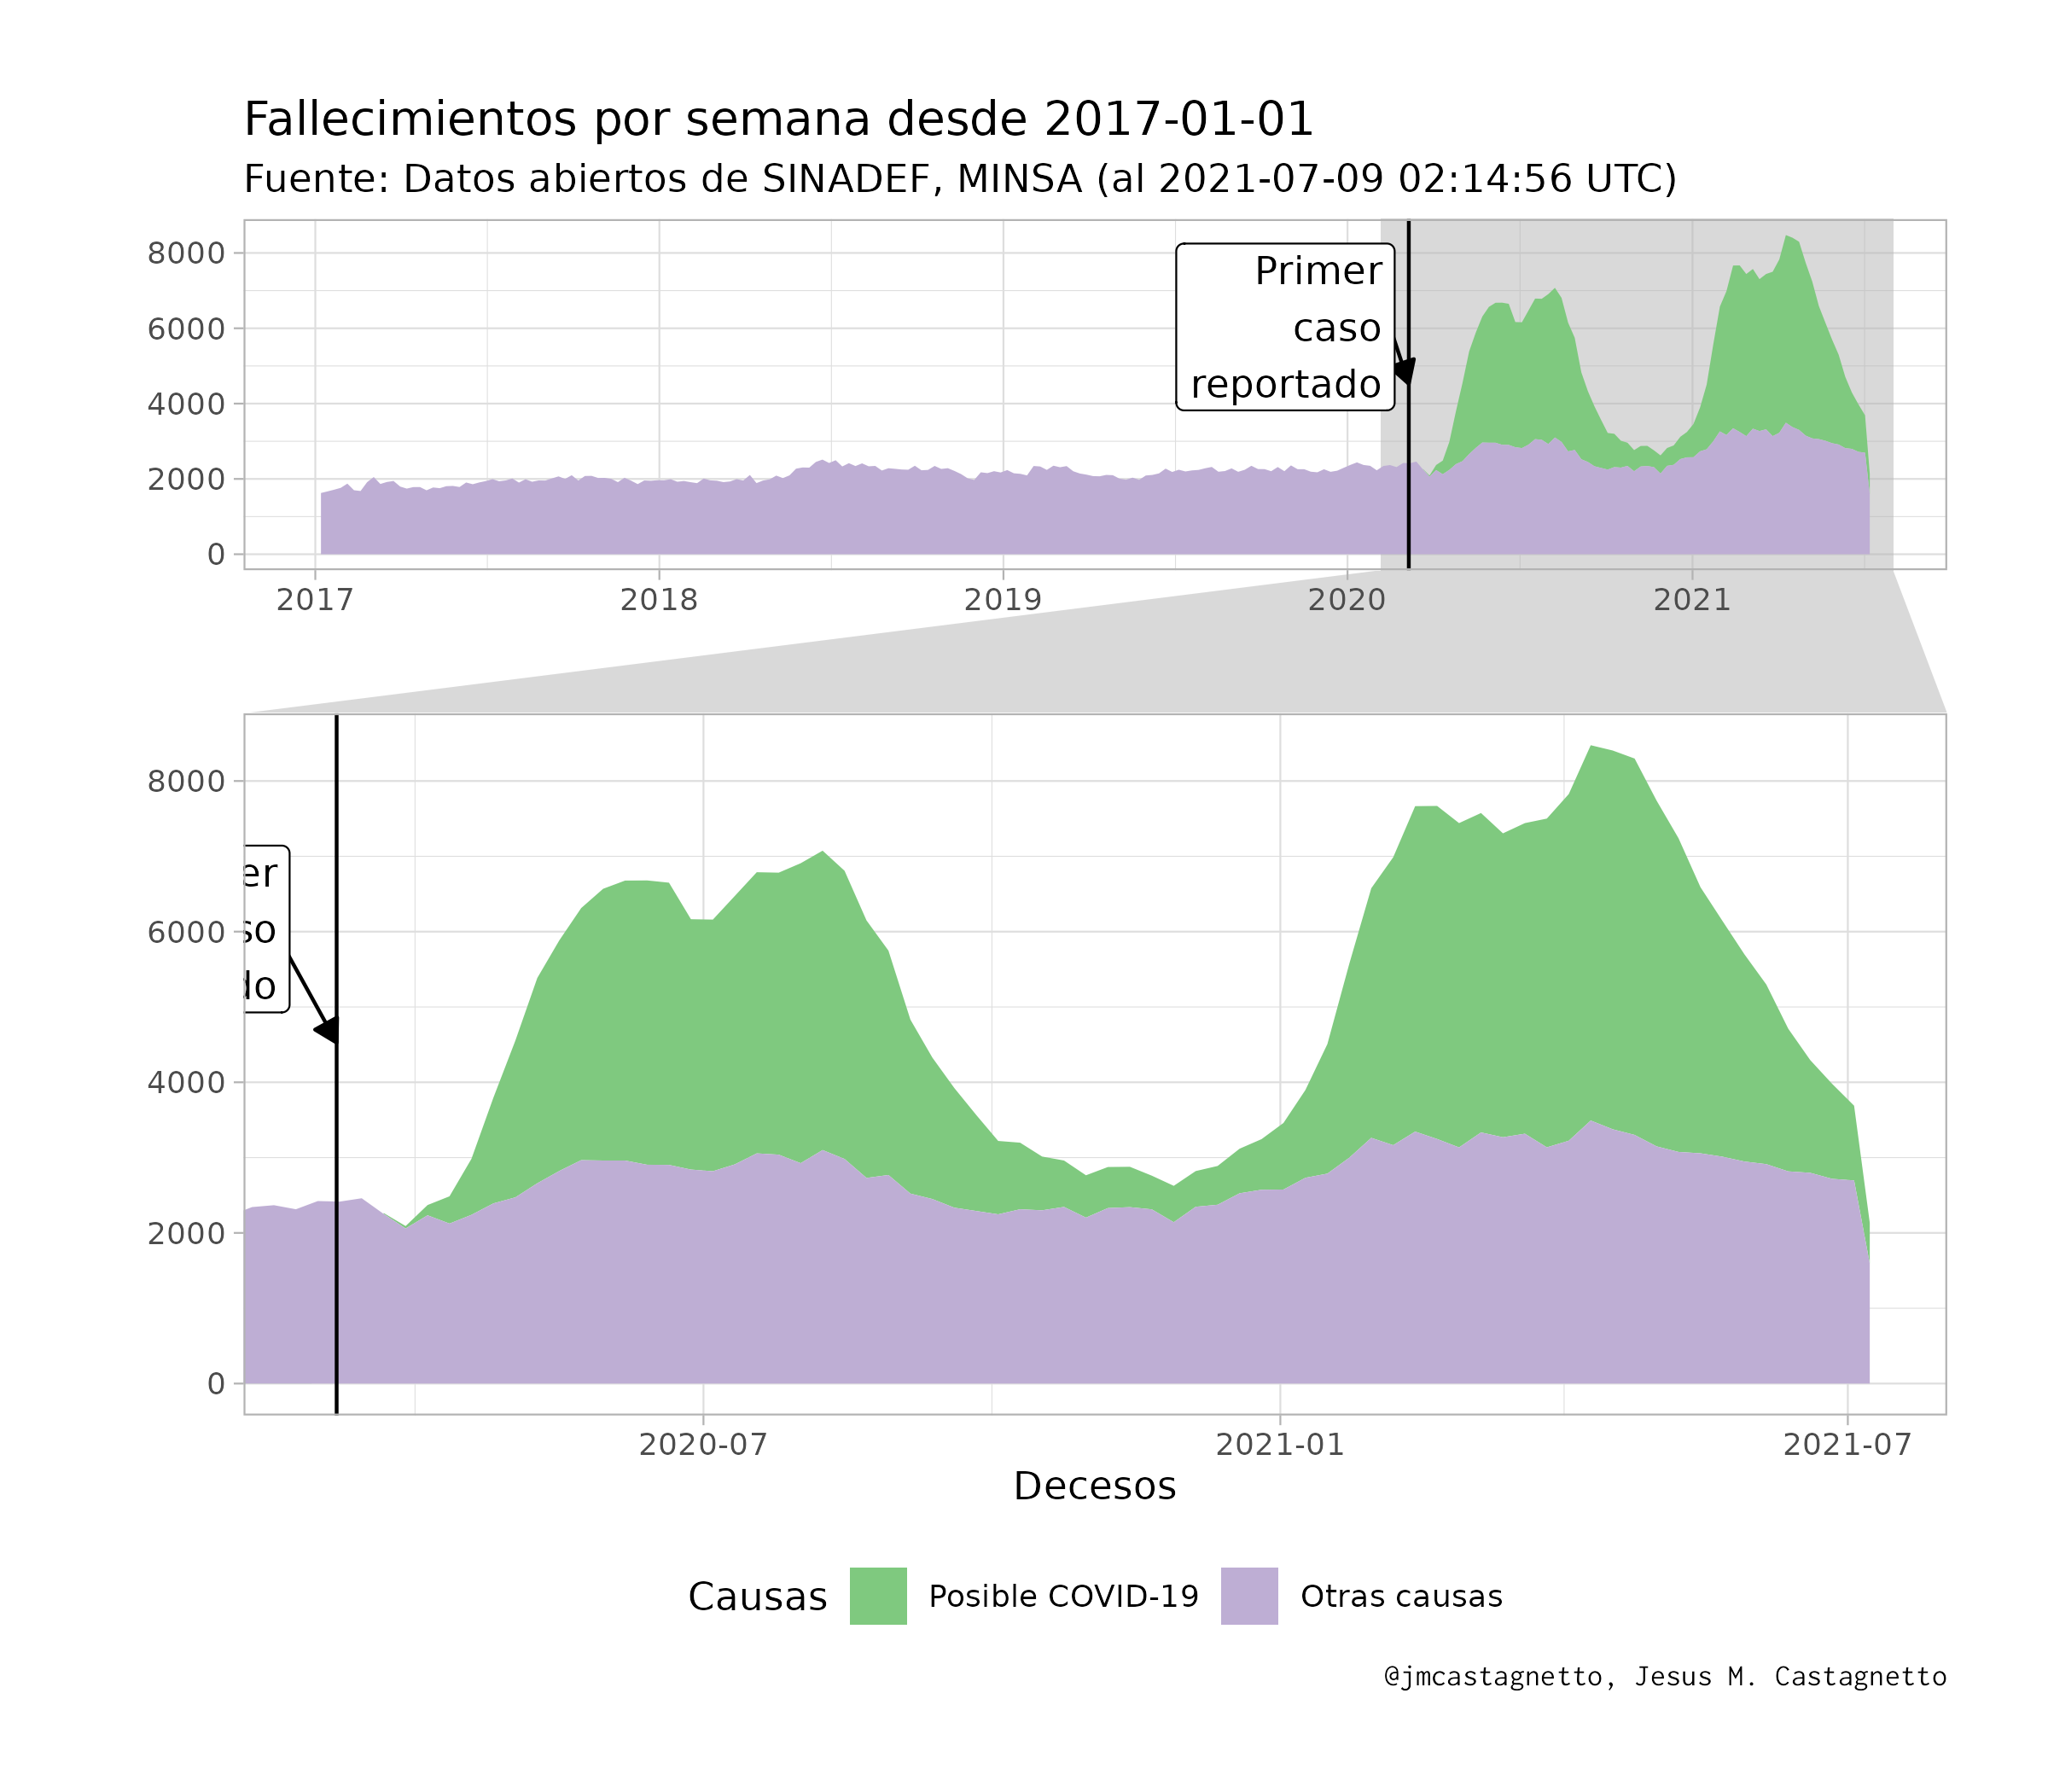 Fallecimientos por semana desde 2017-01-01
Fuente: Datos abiertos de SINADEF, MINSA (al 2021-07-09 02:14:56 UTC)
8000
6000
4000
2000
0
Primer
caso
reportado
2017 2018 2019 2020 2021
8000
6000
4000
2000
0
er
so
do
2020-07 2021-01 2021-07
Decesos
Causas Posible COVID-19 Otras causas
@jmcastagnetto, Jesus M. Castagnetto